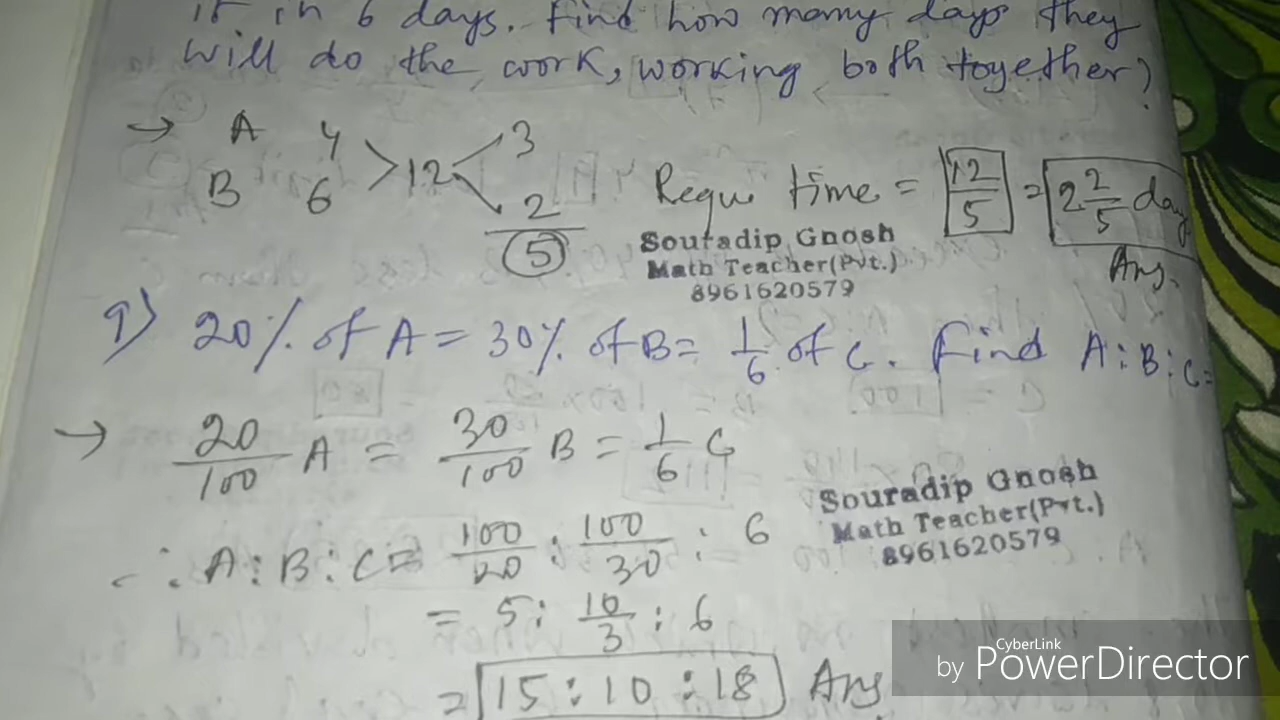 it in 6 days. Find how many days they
will do the work, working both together?
→ A 4
B 6 > 12 < 3
2
5
Requ time = 12/5 = 2 2/5 day
Ans.
Souradip Ghosh
Math Teacher(Pvt.)
8961620579
9) 20% of A = 30% of B = 1/6 of C. Find A:B:C=
→ 20/100 A = 30/100 B = 1/6 C
∴ A:B:C = 100/20 : 100/30 : 6
= 5 : 10/3 : 6
= 15 : 10 : 18 Ans
Souradip Ghosh
Math Teacher(Pvt.)
8961620579
CyberLink
by PowerDirector